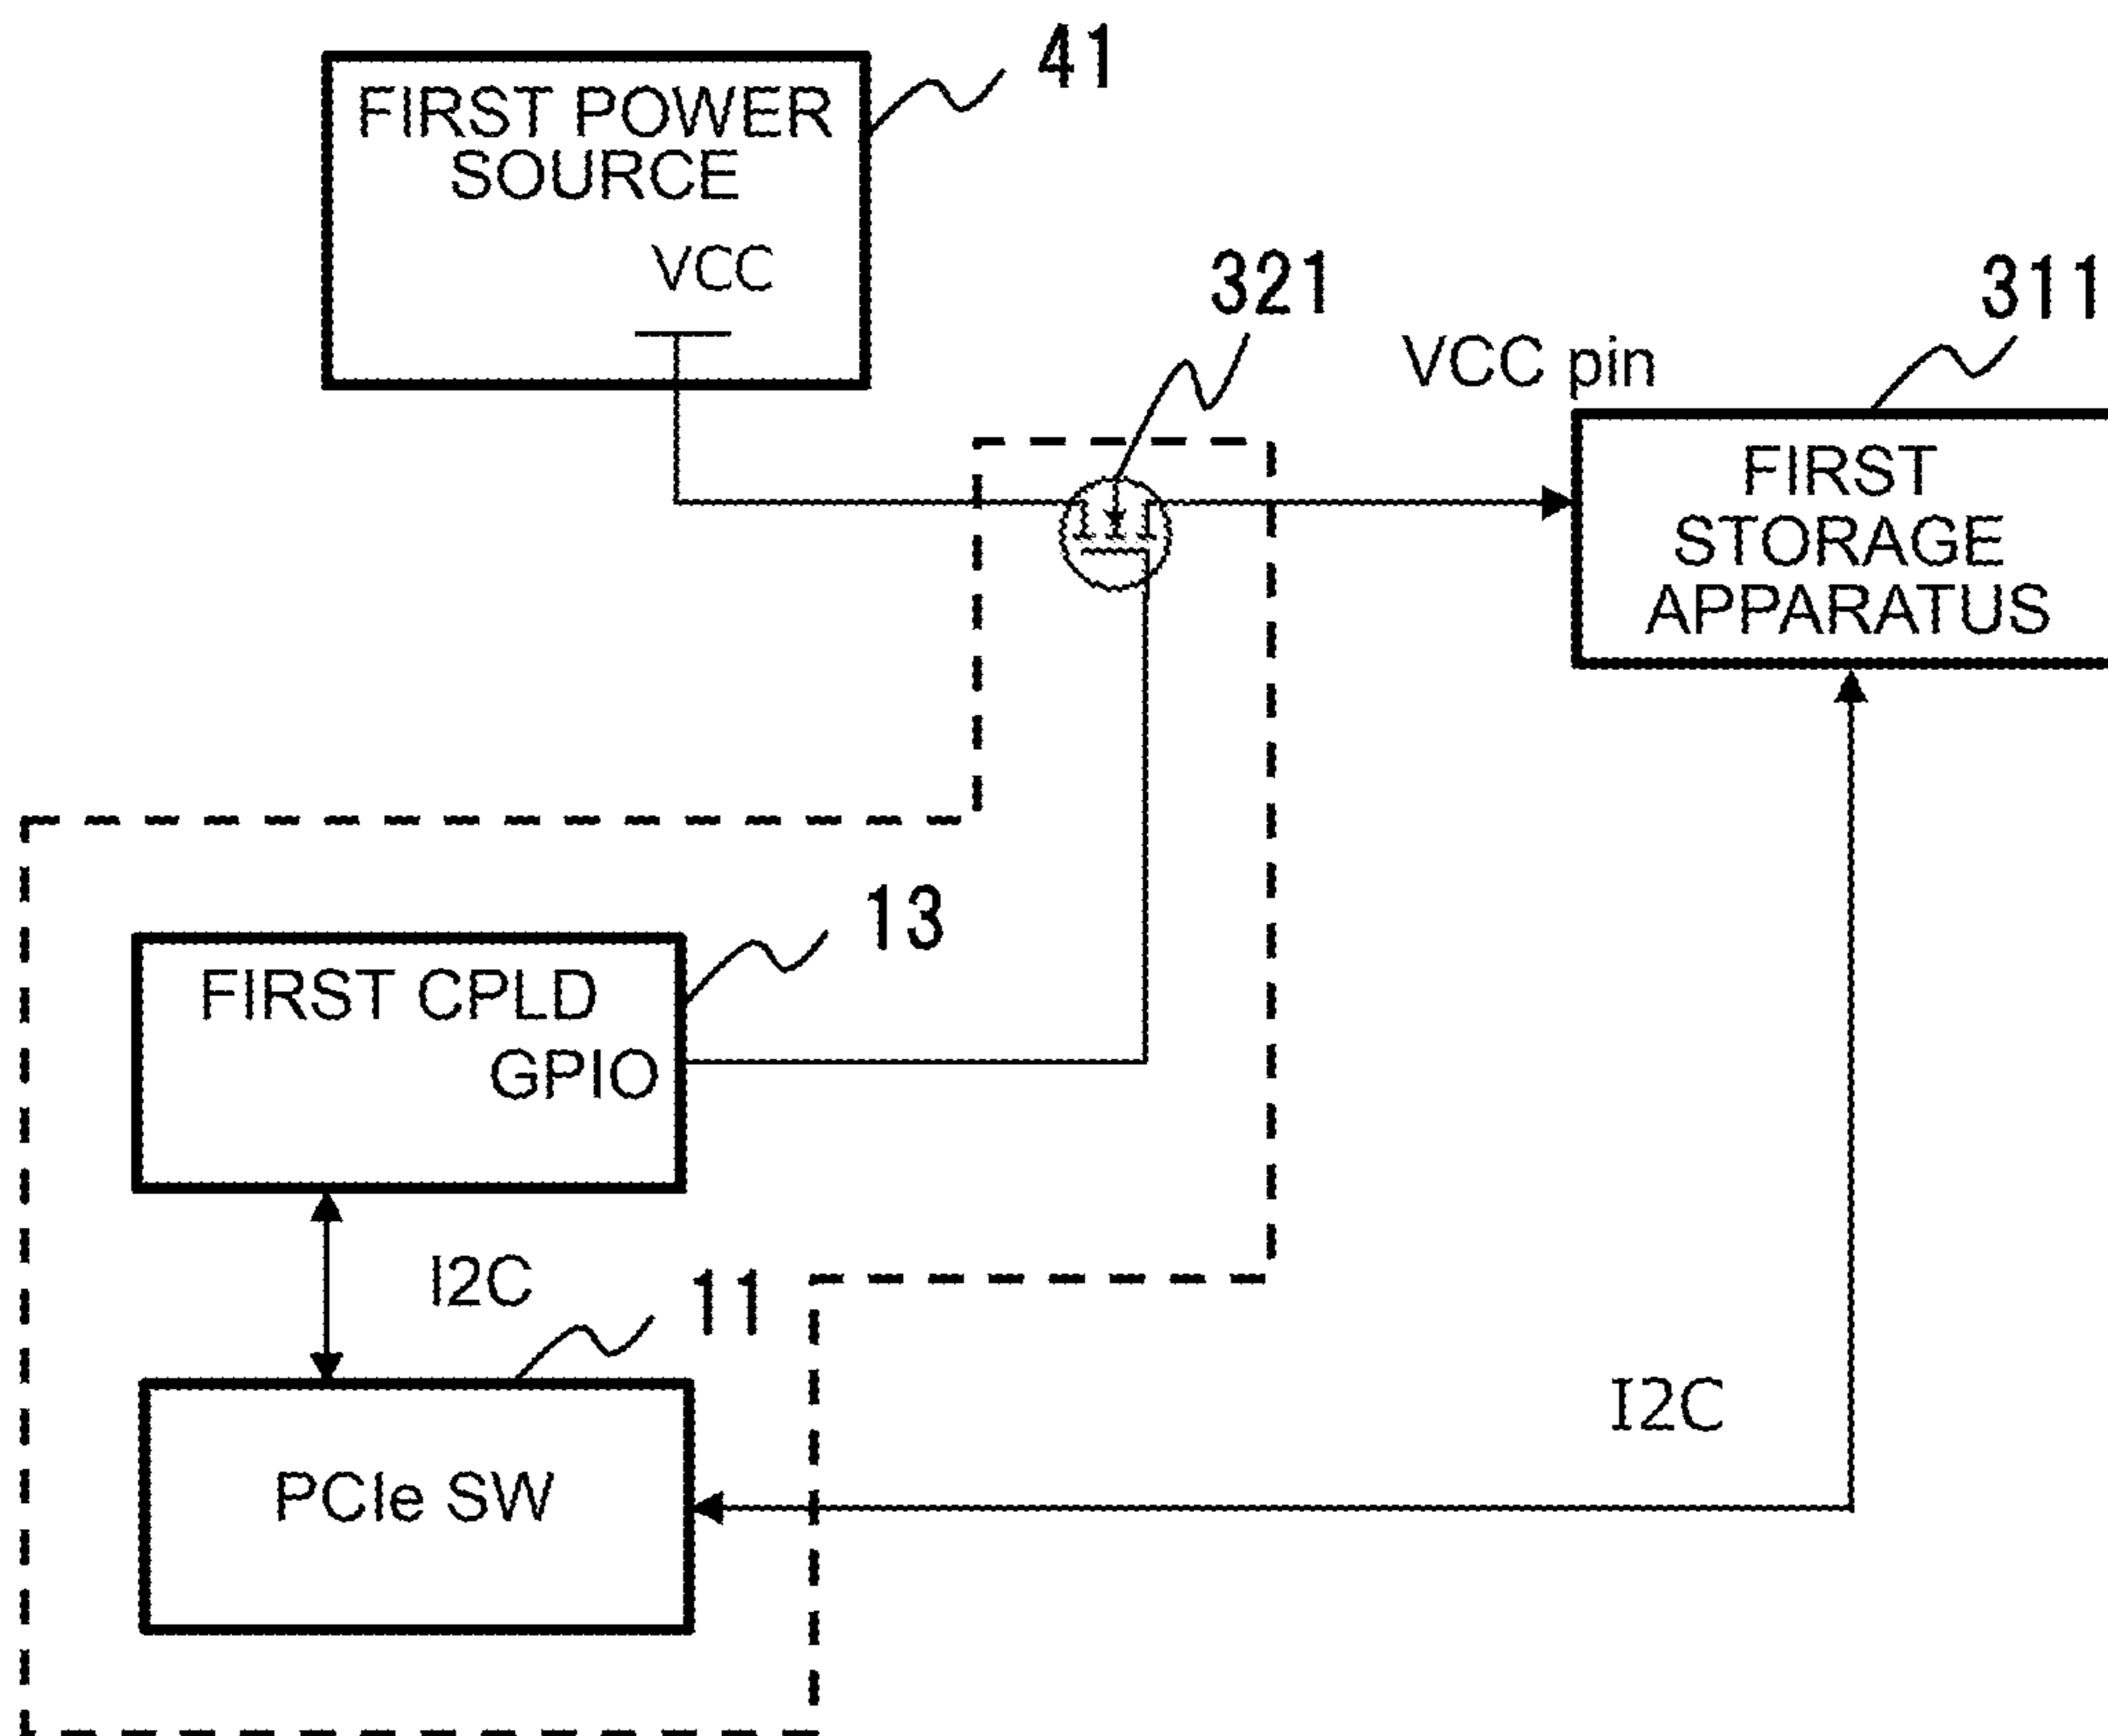 41
FIRST POWER
SOURCE
VCC
321
311
VCC pin
FIRST
STORAGE
APPARATUS
13
FIRST CPLD
GPIO
I2C
11
I2C
PCIe SW